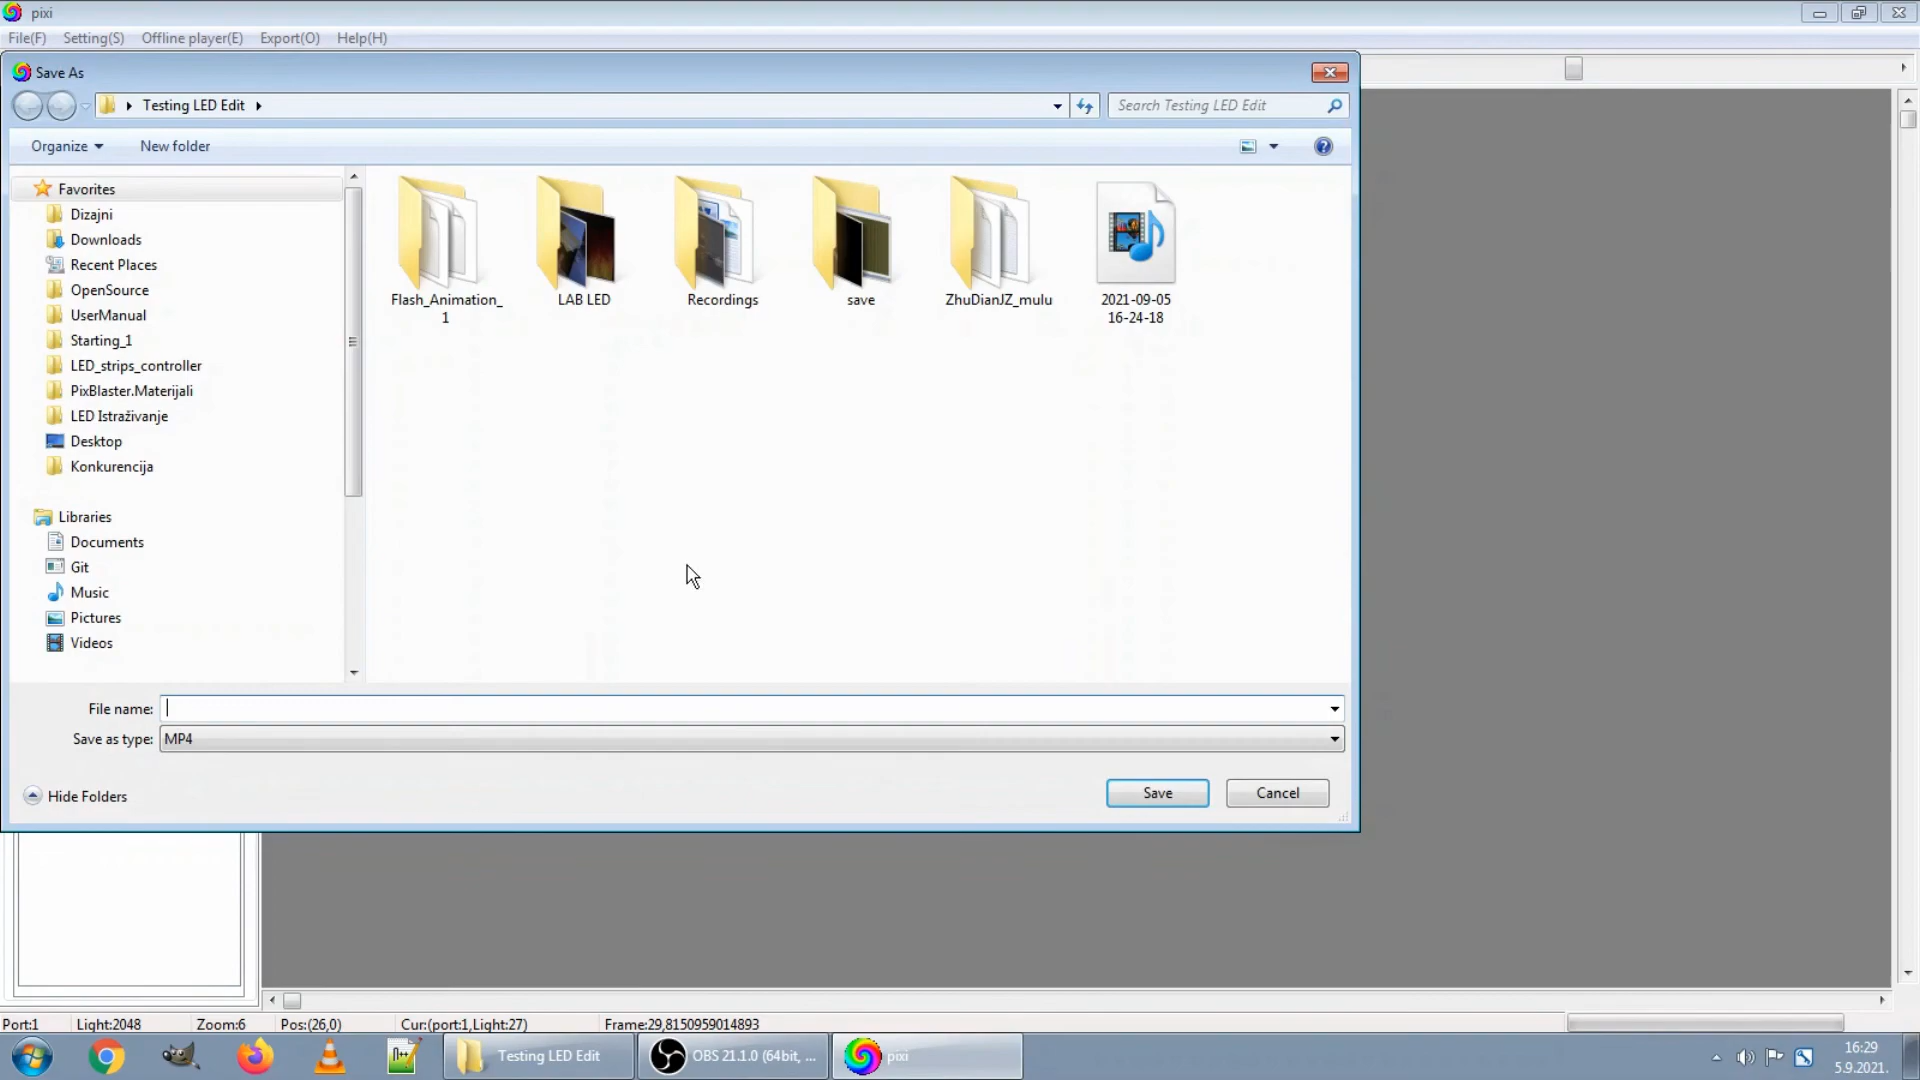 pixi
File(F) Setting(S) Offline player(E) Export(O) Help(H)
Save As
Testing LED Edit
Search Testing LED Edit
Organize New folder
Favorites
Dizajni
Downloads
Recent Places
OpenSource
UserManual
Starting_1
LED_strips_controller
PixBlaster.Materijali
LED Istraživanje
Desktop
Konkurencija
Libraries
Documents
Git
Music
Pictures
Videos
Flash_Animation_
1
LAB LED
Recordings
save
ZhuDianJZ_mulu
2021-09-05
16-24-18
File name:
Save as type: MP4
Hide Folders
Save
Cancel
Port:1 Light:2048 Zoom:6 Pos:(26,0) Cur:(port:1,Light:27) Frame:29,8150959014893
Testing LED Edit
OBS 21.1.0 (64bit, ...
pixi
16:29
5.9.2021.